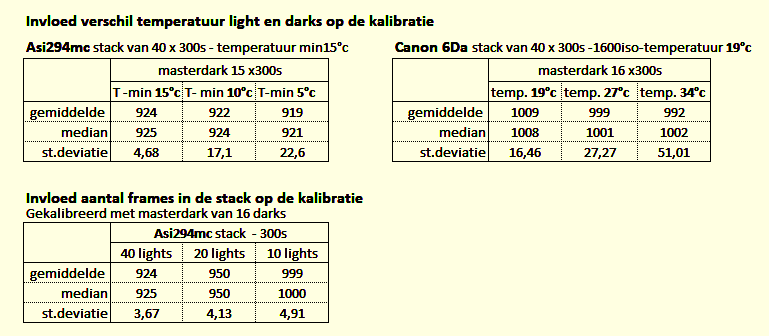 Invloed verschil temperatuur light en darks op de kalibratie
Asi294mc stack van 40 x 300s - temperatuur min15°c
masterdark 15 x300s
T -min 15°c T- min 10°c T-min 5°c
gemiddelde 924 922 919
median 925 924 921
st.deviatie 4,68 17,1 22,6
Canon 6Da stack van 40 x 300s -1600iso-temperatuur 19°c
masterdark 16 x300s
temp. 19°c temp. 27°c temp. 34°c
gemiddelde 1009 999 992
median 1008 1001 1002
st.deviatie 16,46 27,27 51,01
Invloed aantal frames in de stack op de kalibratie
Gekalibreerd met masterdark van 16 darks
Asi294mc stack - 300s
40 lights 20 lights 10 lights
gemiddelde 924 950 999
median 925 950 1000
st.deviatie 3,67 4,13 4,91